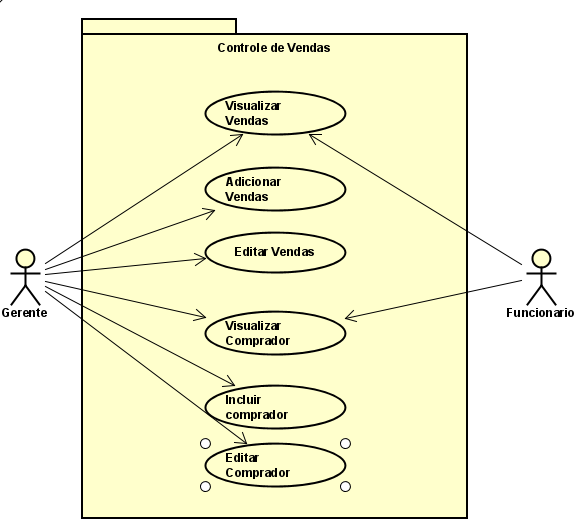 Controle de Vendas
Visualizar
Vendas
Adicionar
Vendas
Editar Vendas
Gerente
Funcionario
Visualizar
Comprador
Incluir
comprador
Editar
Comprador